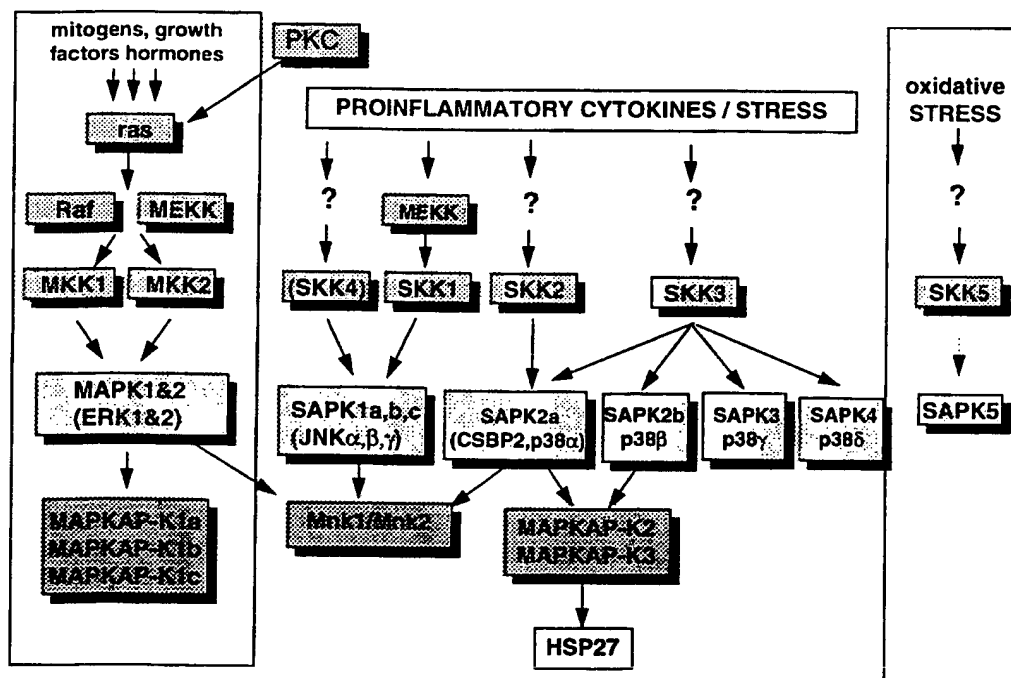 mitogens, growth
factors hormones
PKC
ras
Raf
MEKK
MKK1
MKK2
MAPK1&2
(ERK1&2)
MAPKAP-K1a
MAPKAP-K1b
MAPKAP-K1c
PROINFLAMMATORY CYTOKINES / STRESS
?
MEKK
?
?
(SKK4)
SKK1
SKK2
SKK3
SAPK1a,b,c
(JNKα,β,γ)
SAPK2a
(CSBP2,p38α)
SAPK2b
p38β
SAPK3
p38γ
SAPK4
p38δ
Mnk1/Mnk2
MAPKAP-K2
MAPKAP-K3
HSP27
oxidative
STRESS
?
SKK5
SAPK5